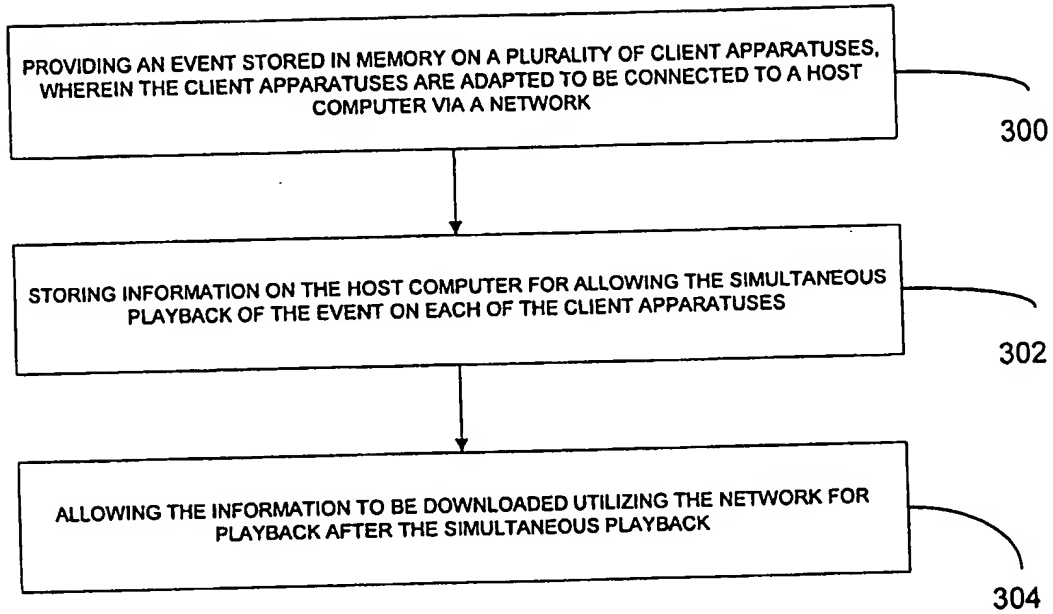 PROVIDING AN EVENT STORED IN MEMORY ON A PLURALITY OF CLIENT APPARATUSES,
WHEREIN THE CLIENT APPARATUSES ARE ADAPTED TO BE CONNECTED TO A HOST
COMPUTER VIA A NETWORK
300
STORING INFORMATION ON THE HOST COMPUTER FOR ALLOWING THE SIMULTANEOUS
PLAYBACK OF THE EVENT ON EACH OF THE CLIENT APPARATUSES
302
ALLOWING THE INFORMATION TO BE DOWNLOADED UTILIZING THE NETWORK FOR
PLAYBACK AFTER THE SIMULTANEOUS PLAYBACK
304